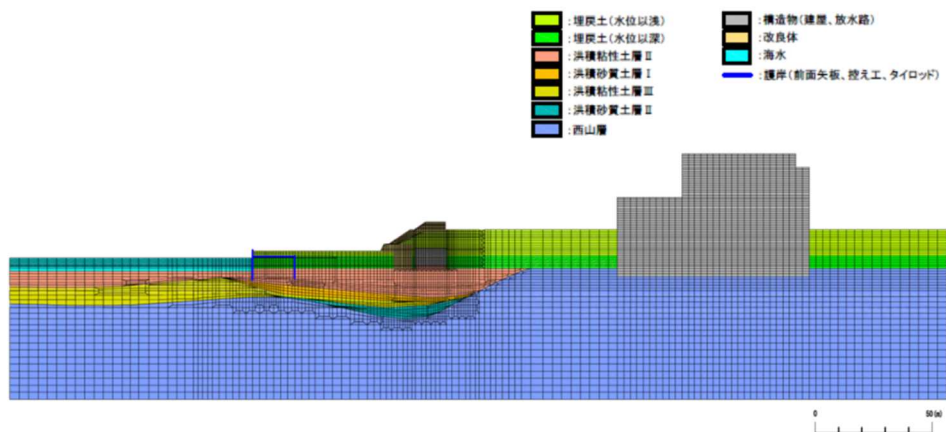 :埋戻土(水位以浅)
:埋戻土(水位以深)
:洪積粘性土層Ⅱ
:洪積砂質土層Ⅰ
:洪積粘性土層Ⅲ
:洪積砂質土層Ⅱ
:西山層
:構造物(建屋、放水路)
:改良体
:海水
:護岸(前面矢板、控え工、タイロッド)
0 50 (m)